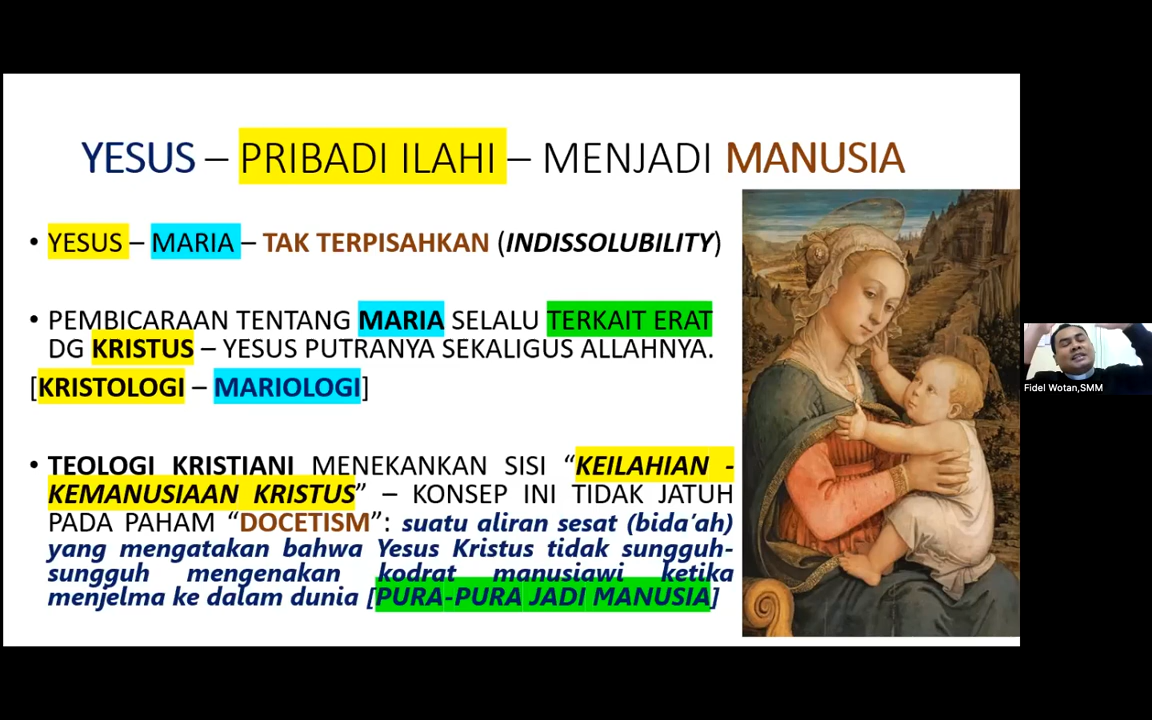 YESUS – PRIBADI ILAHI – MENJADI MANUSIA
• YESUS – MARIA – TAK TERPISAHKAN (INDISSOLUBILITY)
• PEMBICARAAN TENTANG MARIA SELALU TERKAIT ERAT
DG KRISTUS – YESUS PUTRANYA SEKALIGUS ALLAHNYA.
[KRISTOLOGI – MARIOLOGI]
• TEOLOGI KRISTIANI MENEKANKAN SISI “KEILAHIAN -
KEMANUSIAAN KRISTUS” – KONSEP INI TIDAK JATUH
PADA PAHAM “DOCETISM”: suatu aliran sesat (bida’ah)
yang mengatakan bahwa Yesus Kristus tidak sungguh-
sungguh mengenakan kodrat manusiawi ketika
menjelma ke dalam dunia [PURA-PURA JADI MANUSIA]
Fidel Wotan,SMM